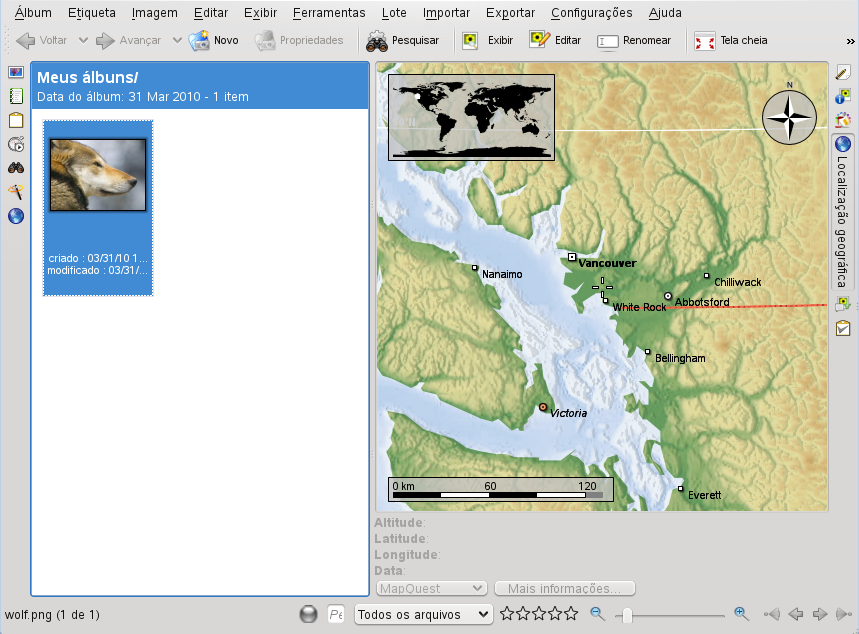 Álbum Etiqueta Imagem Editar Exibir Ferramentas Lote Importar Exportar Configurações Ajuda
Voltar Avançar Novo Propriedades Pesquisar Exibir Editar Renomear Tela cheia »
Meus álbuns/
Data do álbum: 31 Mar 2010 - 1 item
criado : 03/31/10 1...
modificado : 03/31/...
N
Vancouver
Nanaimo
Chilliwack
Abbotsford
White Rock
Bellingham
Victoria
Everett
0 km 60 120
Localização geográfica
Altitude:
Latitude:
Longitude:
Data:
MapQuest Mais informações...
wolf.png (1 de 1) Todos os arquivos